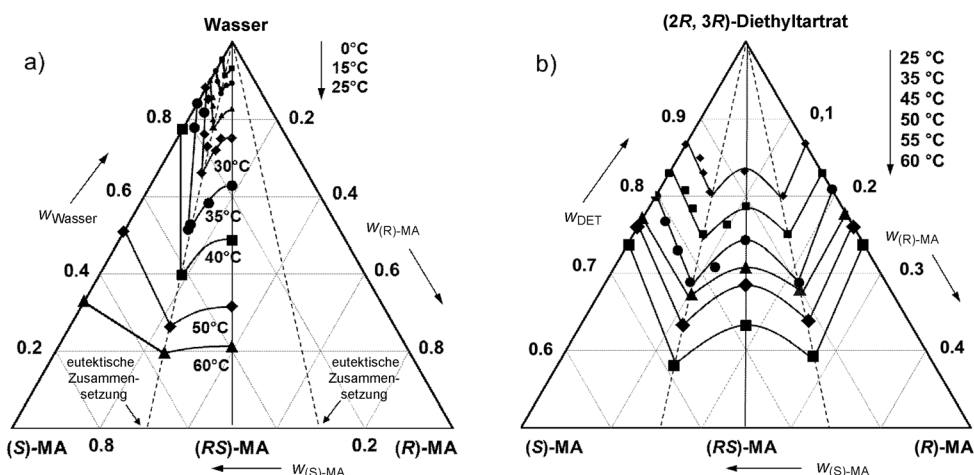 a)
Wasser
0°C
15°C
25°C
0.8
0.2
30°C
0.6
0.4
wWasser
35°C
w(R)-MA
40°C
0.4
0.6
50°C
0.2
60°C
0.8
eutektische
Zusammen-
setzung
eutektische
Zusammen-
setzung
(S)-MA
0.8
(RS)-MA
0.2
(R)-MA
w(S)-MA
b)
(2R, 3R)-Diethyltartrat
25 °C
35 °C
45 °C
50 °C
55 °C
60 °C
0.9
0,1
0.8
0.2
wDET
w(R)-MA
0.7
0.3
0.6
0.4
(S)-MA
(RS)-MA
(R)-MA
w(S)-MA